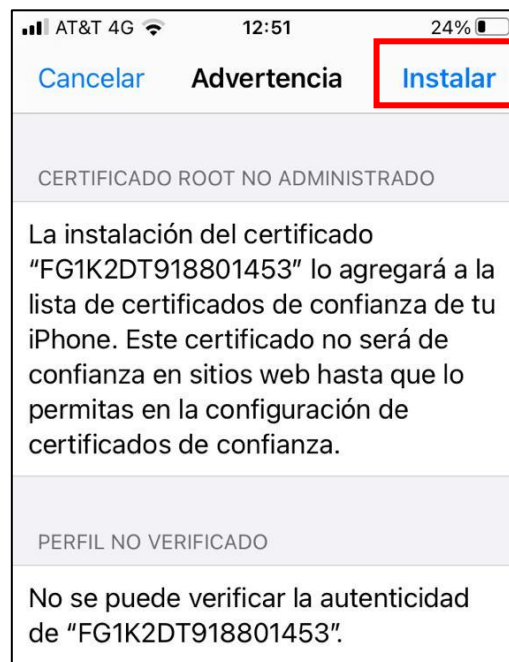 AT&T 4G 12:51 24%
Cancelar Advertencia Instalar
CERTIFICADO ROOT NO ADMINISTRADO
La instalación del certificado
“FG1K2DT918801453” lo agregará a la
lista de certificados de confianza de tu
iPhone. Este certificado no será de
confianza en sitios web hasta que lo
permitas en la configuración de
certificados de confianza.
PERFIL NO VERIFICADO
No se puede verificar la autenticidad
de “FG1K2DT918801453”.